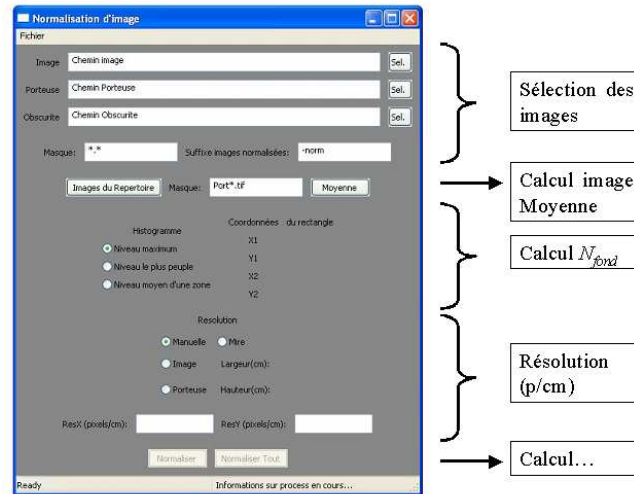 Normalisation d'image
Fichier
Image Chemin image Sel.
Porteuse Chemin Porteuse Sel.
Obscurite Chemin Obscurite Sel.
Masque: *.* Suffixe images normalisées: -norm
Images du Repertoire Masque: Port*.tif Moyenne
Histogramme
Niveau maximum
Niveau le plus peuple
Niveau moyen d'une zone
Coordonnées du rectangle
X1
Y1
X2
Y2
Resolution
Manuelle Mire
Image Largeur(cm):
Porteuse Hauteur(cm):
ResX (pixels/cm): ResY (pixels/cm):
Normaliser Normaliser Tout
Ready Informations sur process en cours...
Sélection des
images
Calcul image
Moyenne
Calcul Nfond
Résolution
(p/cm)
Calcul…